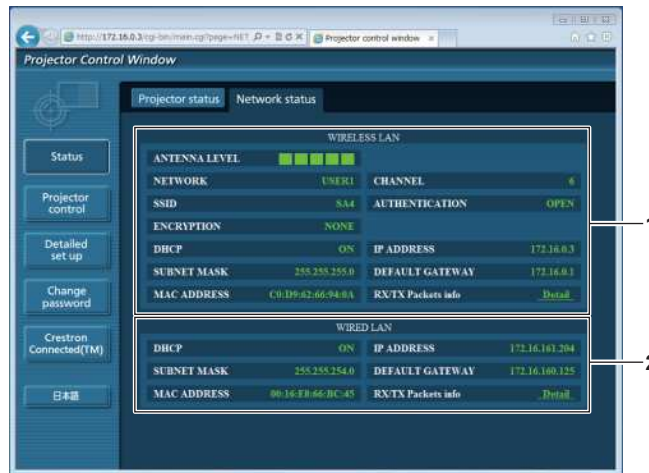 http://172.16.0.3/cgi-bin/main.cgi?page=NET
Projector control window
Projector Control Window
Projector status
Network status
Status
Projector control
Detailed set up
Change password
Crestron Connected(TM)
日本語
WIRELESS LAN
ANTENNA LEVEL
NETWORK USER1 CHANNEL 6
SSID SA4 AUTHENTICATION OPEN
ENCRYPTION NONE
DHCP ON IP ADDRESS 172.16.0.3
SUBNET MASK 255.255.255.0 DEFAULT GATEWAY 172.16.0.1
MAC ADDRESS C0:D9:62:66:94:0A RX/TX Packets info Detail
1
WIRED LAN
DHCP ON IP ADDRESS 172.16.161.204
SUBNET MASK 255.255.254.0 DEFAULT GATEWAY 172.16.160.125
MAC ADDRESS 00:16:E8:66:BC:45 RX/TX Packets info Detail
2